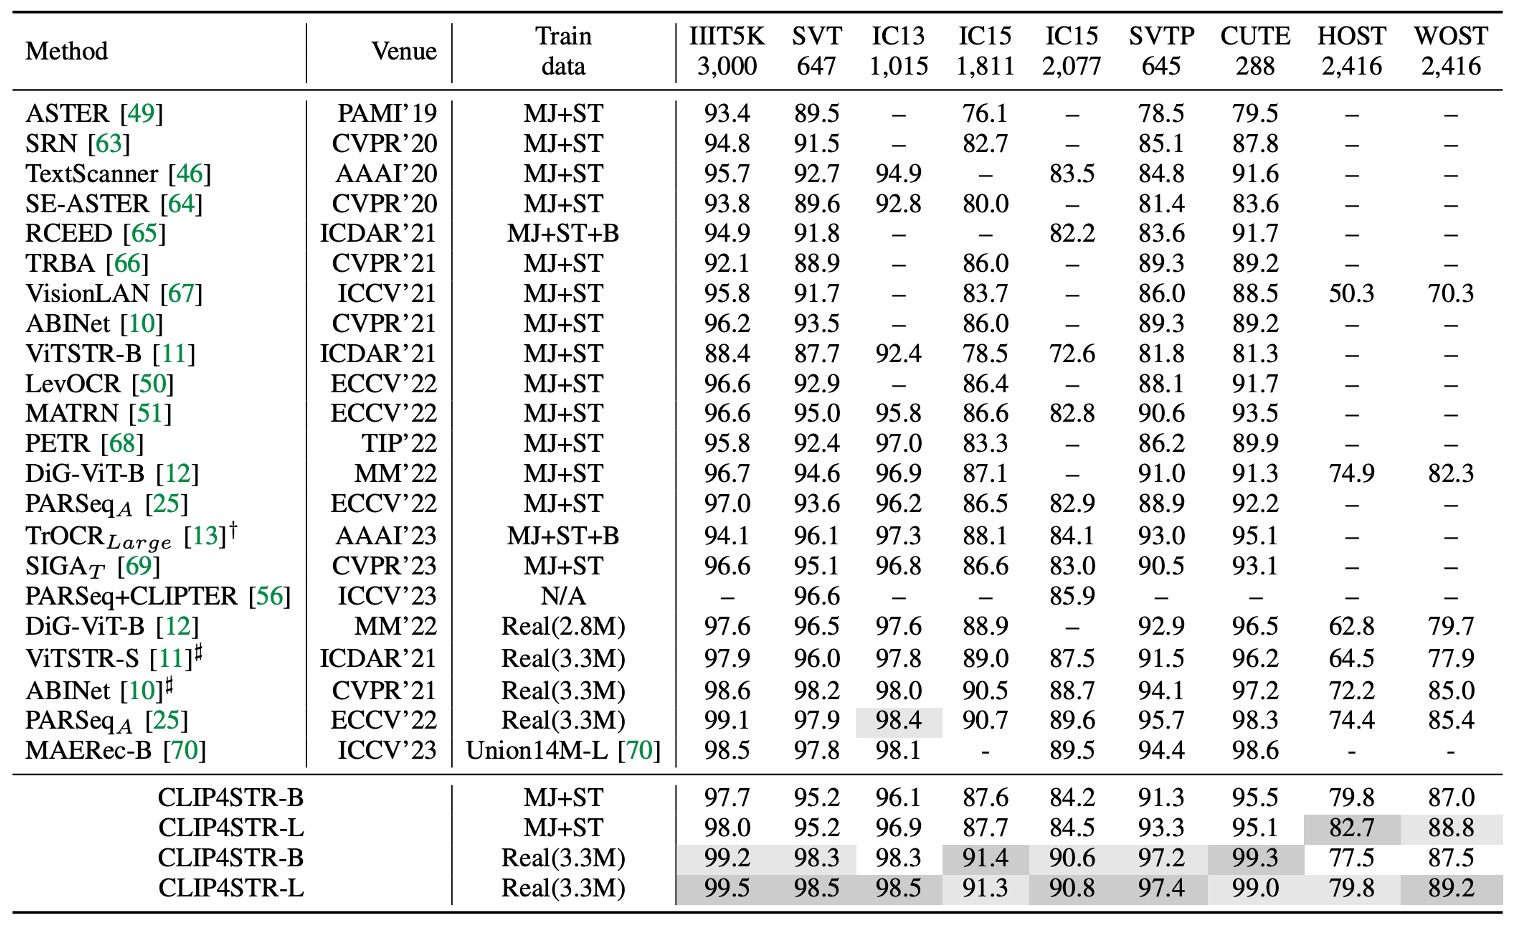 Method Venue Train data IIIT5K 3,000 SVT 647 IC13 1,015 IC15 1,811 IC15 2,077 SVTP 645 CUTE 288 HOST 2,416 WOST 2,416
ASTER [49] PAMI’19 MJ+ST 93.4 89.5 – 76.1 – 78.5 79.5 – –
SRN [63] CVPR’20 MJ+ST 94.8 91.5 – 82.7 – 85.1 87.8 – –
TextScanner [46] AAAI’20 MJ+ST 95.7 92.7 94.9 – 83.5 84.8 91.6 – –
SE-ASTER [64] CVPR’20 MJ+ST 93.8 89.6 92.8 80.0 – 81.4 83.6 – –
RCEED [65] ICDAR’21 MJ+ST+B 94.9 91.8 – – 82.2 83.6 91.7 – –
TRBA [66] CVPR’21 MJ+ST 92.1 88.9 – 86.0 – 89.3 89.2 – –
VisionLAN [67] ICCV’21 MJ+ST 95.8 91.7 – 83.7 – 86.0 88.5 50.3 70.3
ABINet [10] CVPR’21 MJ+ST 96.2 93.5 – 86.0 – 89.3 89.2 – –
ViTSTR-B [11] ICDAR’21 MJ+ST 88.4 87.7 92.4 78.5 72.6 81.8 81.3 – –
LevOCR [50] ECCV’22 MJ+ST 96.6 92.9 – 86.4 – 88.1 91.7 – –
MATRN [51] ECCV’22 MJ+ST 96.6 95.0 95.8 86.6 82.8 90.6 93.5 – –
PETR [68] TIP’22 MJ+ST 95.8 92.4 97.0 83.3 – 86.2 89.9 – –
DiG-ViT-B [12] MM’22 MJ+ST 96.7 94.6 96.9 87.1 – 91.0 91.3 74.9 82.3
PARSeqA [25] ECCV’22 MJ+ST 97.0 93.6 96.2 86.5 82.9 88.9 92.2 – –
TrOCRLarge [13]† AAAI’23 MJ+ST+B 94.1 96.1 97.3 88.1 84.1 93.0 95.1 – –
SIGAT [69] CVPR’23 MJ+ST 96.6 95.1 96.8 86.6 83.0 90.5 93.1 – –
PARSeq+CLIPTER [56] ICCV’23 N/A – 96.6 – – 85.9 – – – –
DiG-ViT-B [12] MM’22 Real(2.8M) 97.6 96.5 97.6 88.9 – 92.9 96.5 62.8 79.7
ViTSTR-S [11]♯ ICDAR’21 Real(3.3M) 97.9 96.0 97.8 89.0 87.5 91.5 96.2 64.5 77.9
ABINet [10]♯ CVPR’21 Real(3.3M) 98.6 98.2 98.0 90.5 88.7 94.1 97.2 72.2 85.0
PARSeqA [25] ECCV’22 Real(3.3M) 99.1 97.9 98.4 90.7 89.6 95.7 98.3 74.4 85.4
MAERec-B [70] ICCV’23 Union14M-L [70] 98.5 97.8 98.1 - 89.5 94.4 98.6 - -
CLIP4STR-B MJ+ST 97.7 95.2 96.1 87.6 84.2 91.3 95.5 79.8 87.0
CLIP4STR-L MJ+ST 98.0 95.2 96.9 87.7 84.5 93.3 95.1 82.7 88.8
CLIP4STR-B Real(3.3M) 99.2 98.3 98.3 91.4 90.6 97.2 99.3 77.5 87.5
CLIP4STR-L Real(3.3M) 99.5 98.5 98.5 91.3 90.8 97.4 99.0 79.8 89.2